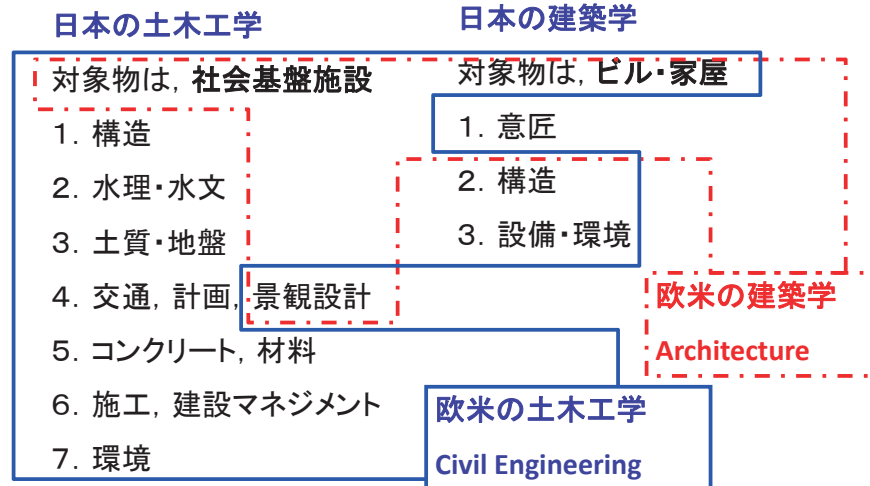 日本の土木工学
対象物は, 社会基盤施設
1. 構造
2. 水理・水文
3. 土質・地盤
4. 交通, 計画, 景観設計
5. コンクリート, 材料
6. 施工, 建設マネジメント
7. 環境
日本の建築学
対象物は, ビル・家屋
1. 意匠
2. 構造
3. 設備・環境
欧米の建築学
Architecture
欧米の土木工学
Civil Engineering